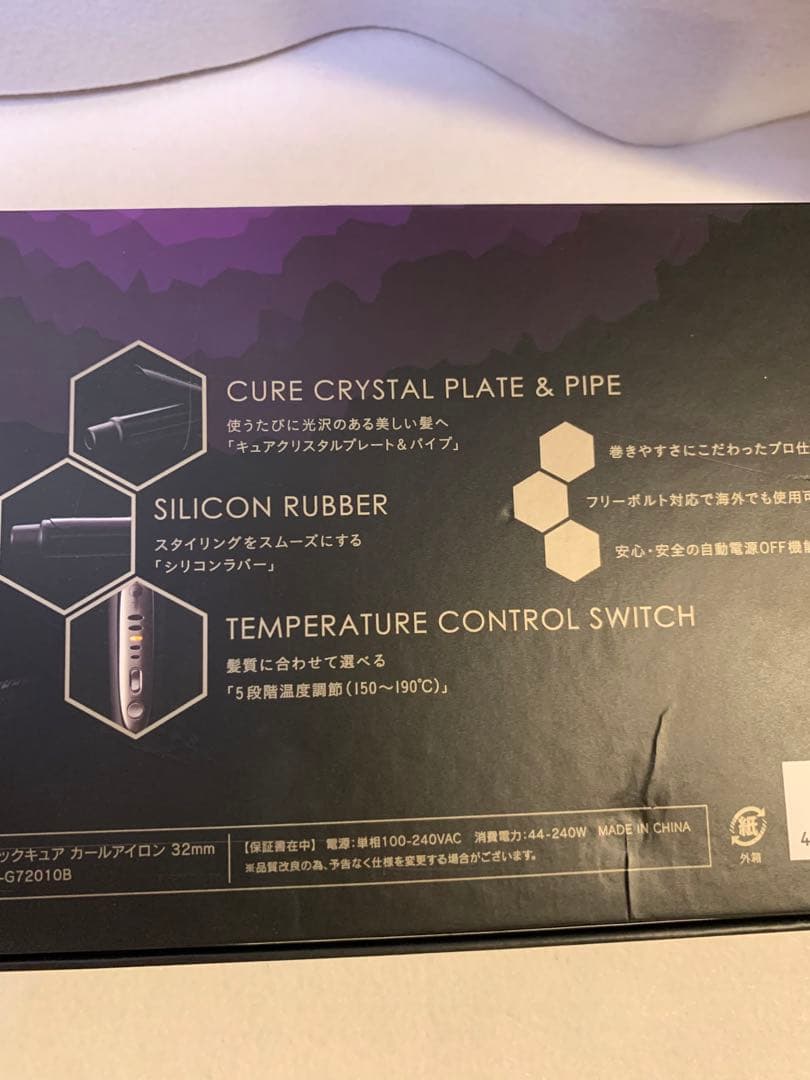 CURE CRYSTAL PLATE & PIPE
使うたびに光沢のある美しい髪へ
「キュアクリスタルプレート&パイプ」
SILICON RUBBER
スタイリングをスムーズにする
「シリコンラバー」
TEMPERATURE CONTROL SWITCH
髪質に合わせて選べる
「5段階温度調節(150〜190℃)」
巻きやすさにこだわったプロ仕
フリーボルト対応で海外でも使用可
安心・安全の自動電源OFF機能
ックキュア カールアイロン 32mm
-G72010B
【保証書在中】 電源:単相100-240VAC 消費電力:44-240W MADE IN CHINA
※品質改良の為、予告なく仕様を変更する場合がございます。
紙
外箱
4